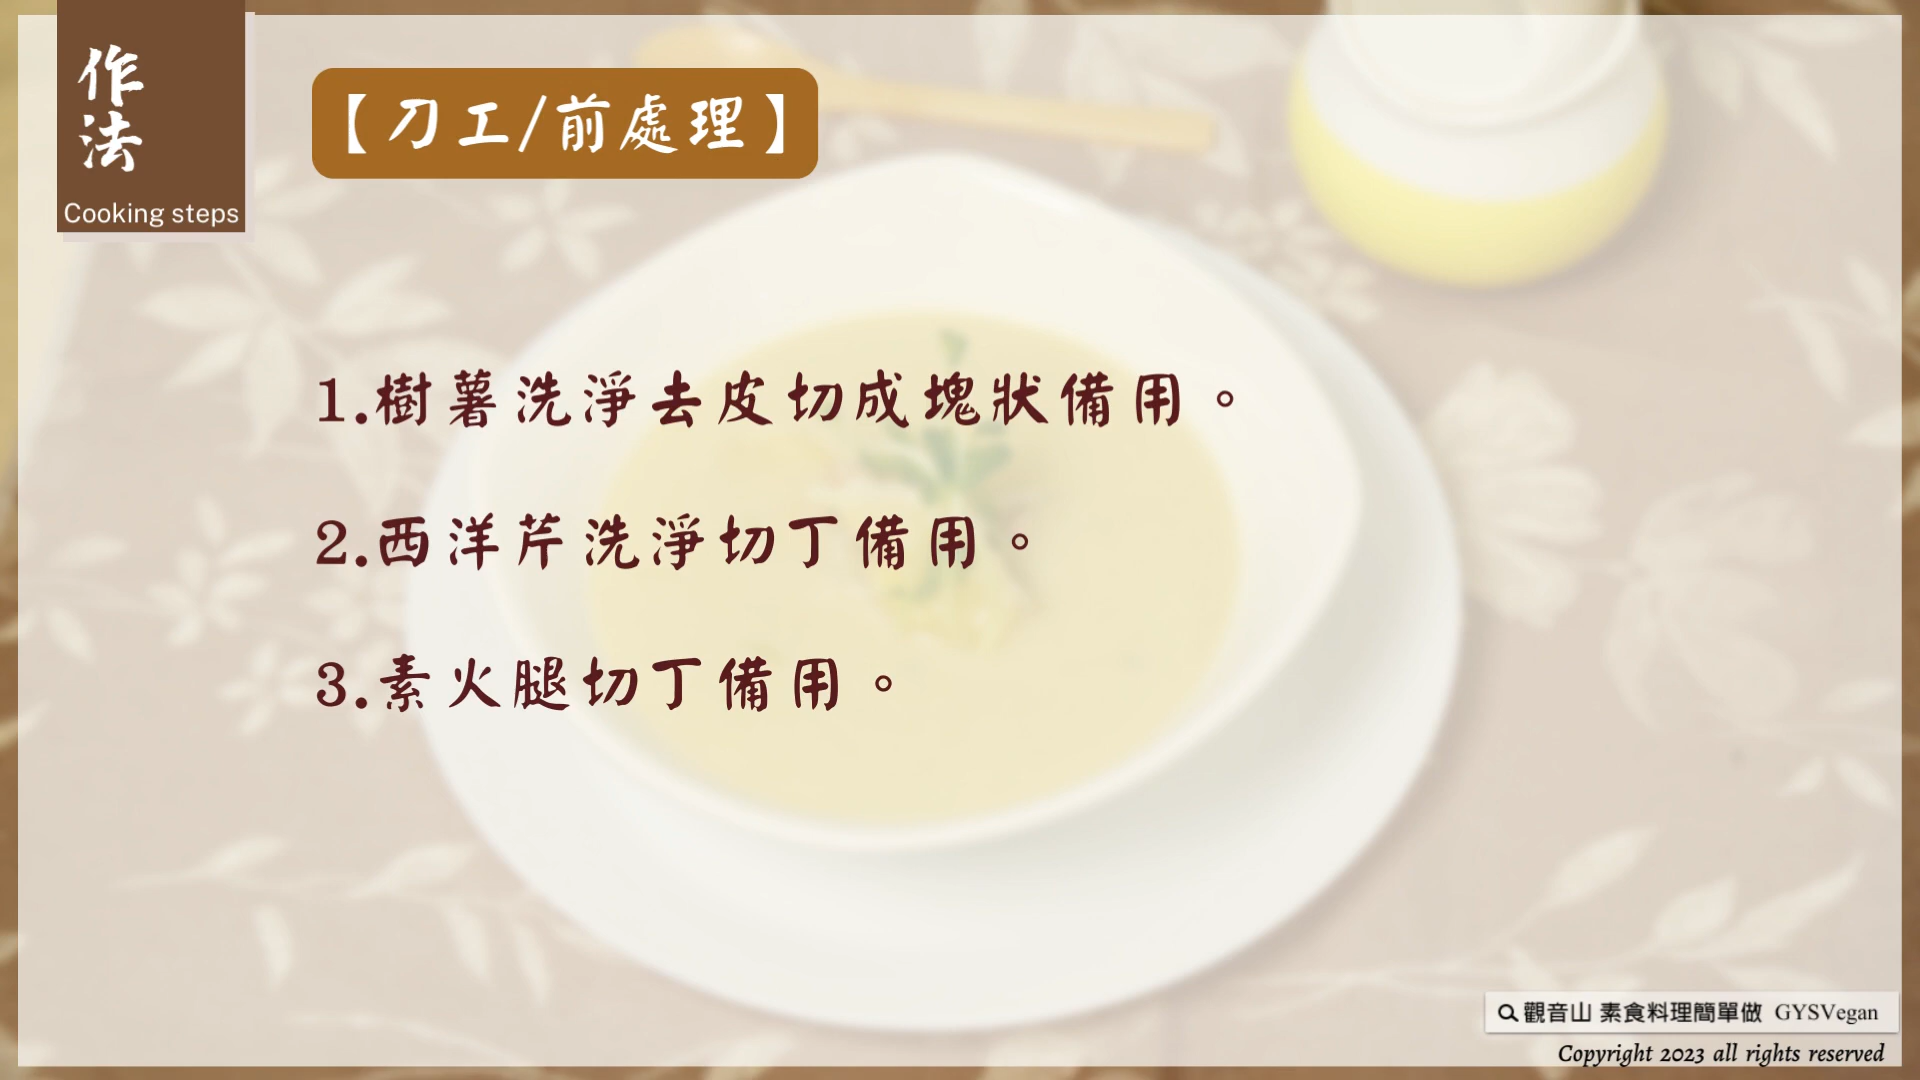 作法
Cooking steps
【刀工/前處理】
1.樹薯洗淨去皮切成塊狀備用。
2.西洋芹洗淨切丁備用。
3.素火腿切丁備用。
觀音山 素食料理簡單做 GYSVegan
Copyright 2023 all rights reserved